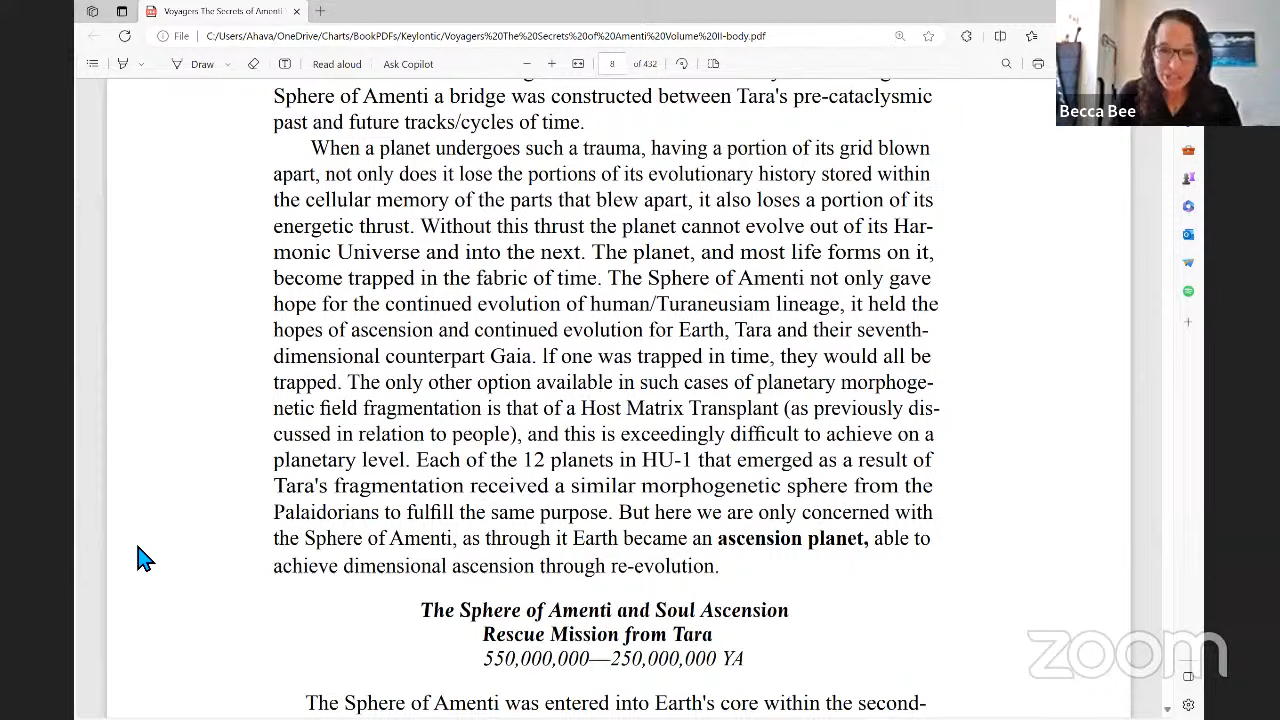 Voyagers The Secrets of Amenti
File
C:/Users/Ahava/OneDrive/Charts/BookPDFs/Keylontic/Voyagers%20The%20Secrets%20of%20Amenti%20Volume%20II-body.pdf
Draw
Read aloud
Ask Copilot
8
of 432
Becca Bee
Sphere of Amenti a bridge was constructed between Tara's pre-cataclysmic
past and future tracks/cycles of time.
When a planet undergoes such a trauma, having a portion of its grid blown
apart, not only does it lose the portions of its evolutionary history stored within
the cellular memory of the parts that blew apart, it also loses a portion of its
energetic thrust. Without this thrust the planet cannot evolve out of its Har-
monic Universe and into the next. The planet, and most life forms on it,
become trapped in the fabric of time. The Sphere of Amenti not only gave
hope for the continued evolution of human/Turaneusiam lineage, it held the
hopes of ascension and continued evolution for Earth, Tara and their seventh-
dimensional counterpart Gaia. If one was trapped in time, they would all be
trapped. The only other option available in such cases of planetary morphoge-
netic field fragmentation is that of a Host Matrix Transplant (as previously dis-
cussed in relation to people), and this is exceedingly difficult to achieve on a
planetary level. Each of the 12 planets in HU-1 that emerged as a result of
Tara's fragmentation received a similar morphogenetic sphere from the
Palaidorians to fulfill the same purpose. But here we are only concerned with
the Sphere of Amenti, as through it Earth became an ascension planet, able to
achieve dimensional ascension through re-evolution.
The Sphere of Amenti and Soul Ascension
Rescue Mission from Tara
550,000,000—250,000,000 YA
The Sphere of Amenti was entered into Earth's core within the second-
zoom